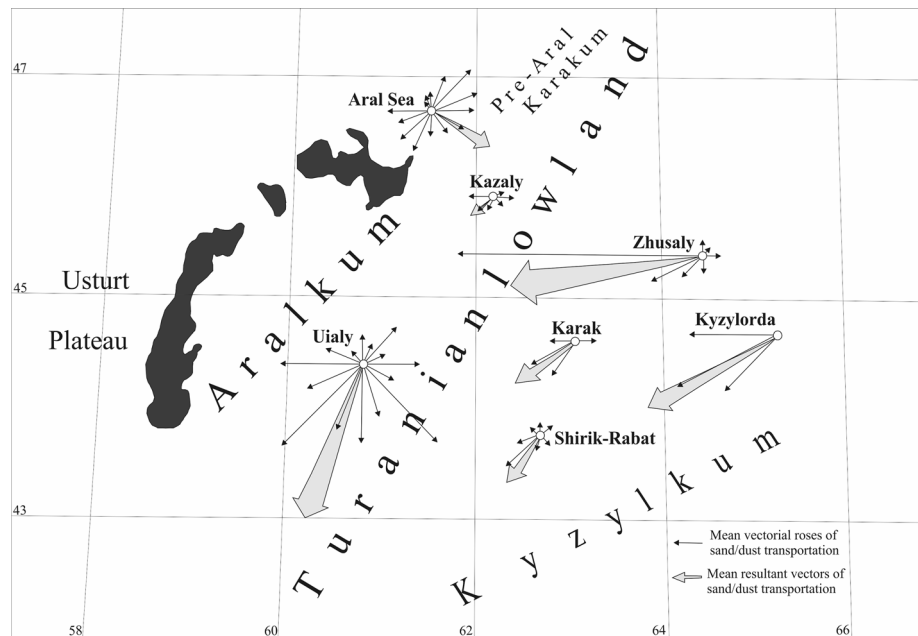 47
Pre-Aral
Karakum
Aral Sea
Kazaly
Turanian lowland
Zhusaly
Usturt
Plateau
45
Aralkum
Uialy
Karak
Kyzylorda
Shirik-Rabat
43
Kyzylkum
Mean vectorial roses of
sand/dust transportation
Mean resultant vectors of
sand/dust transportation
58
60
62
64
66